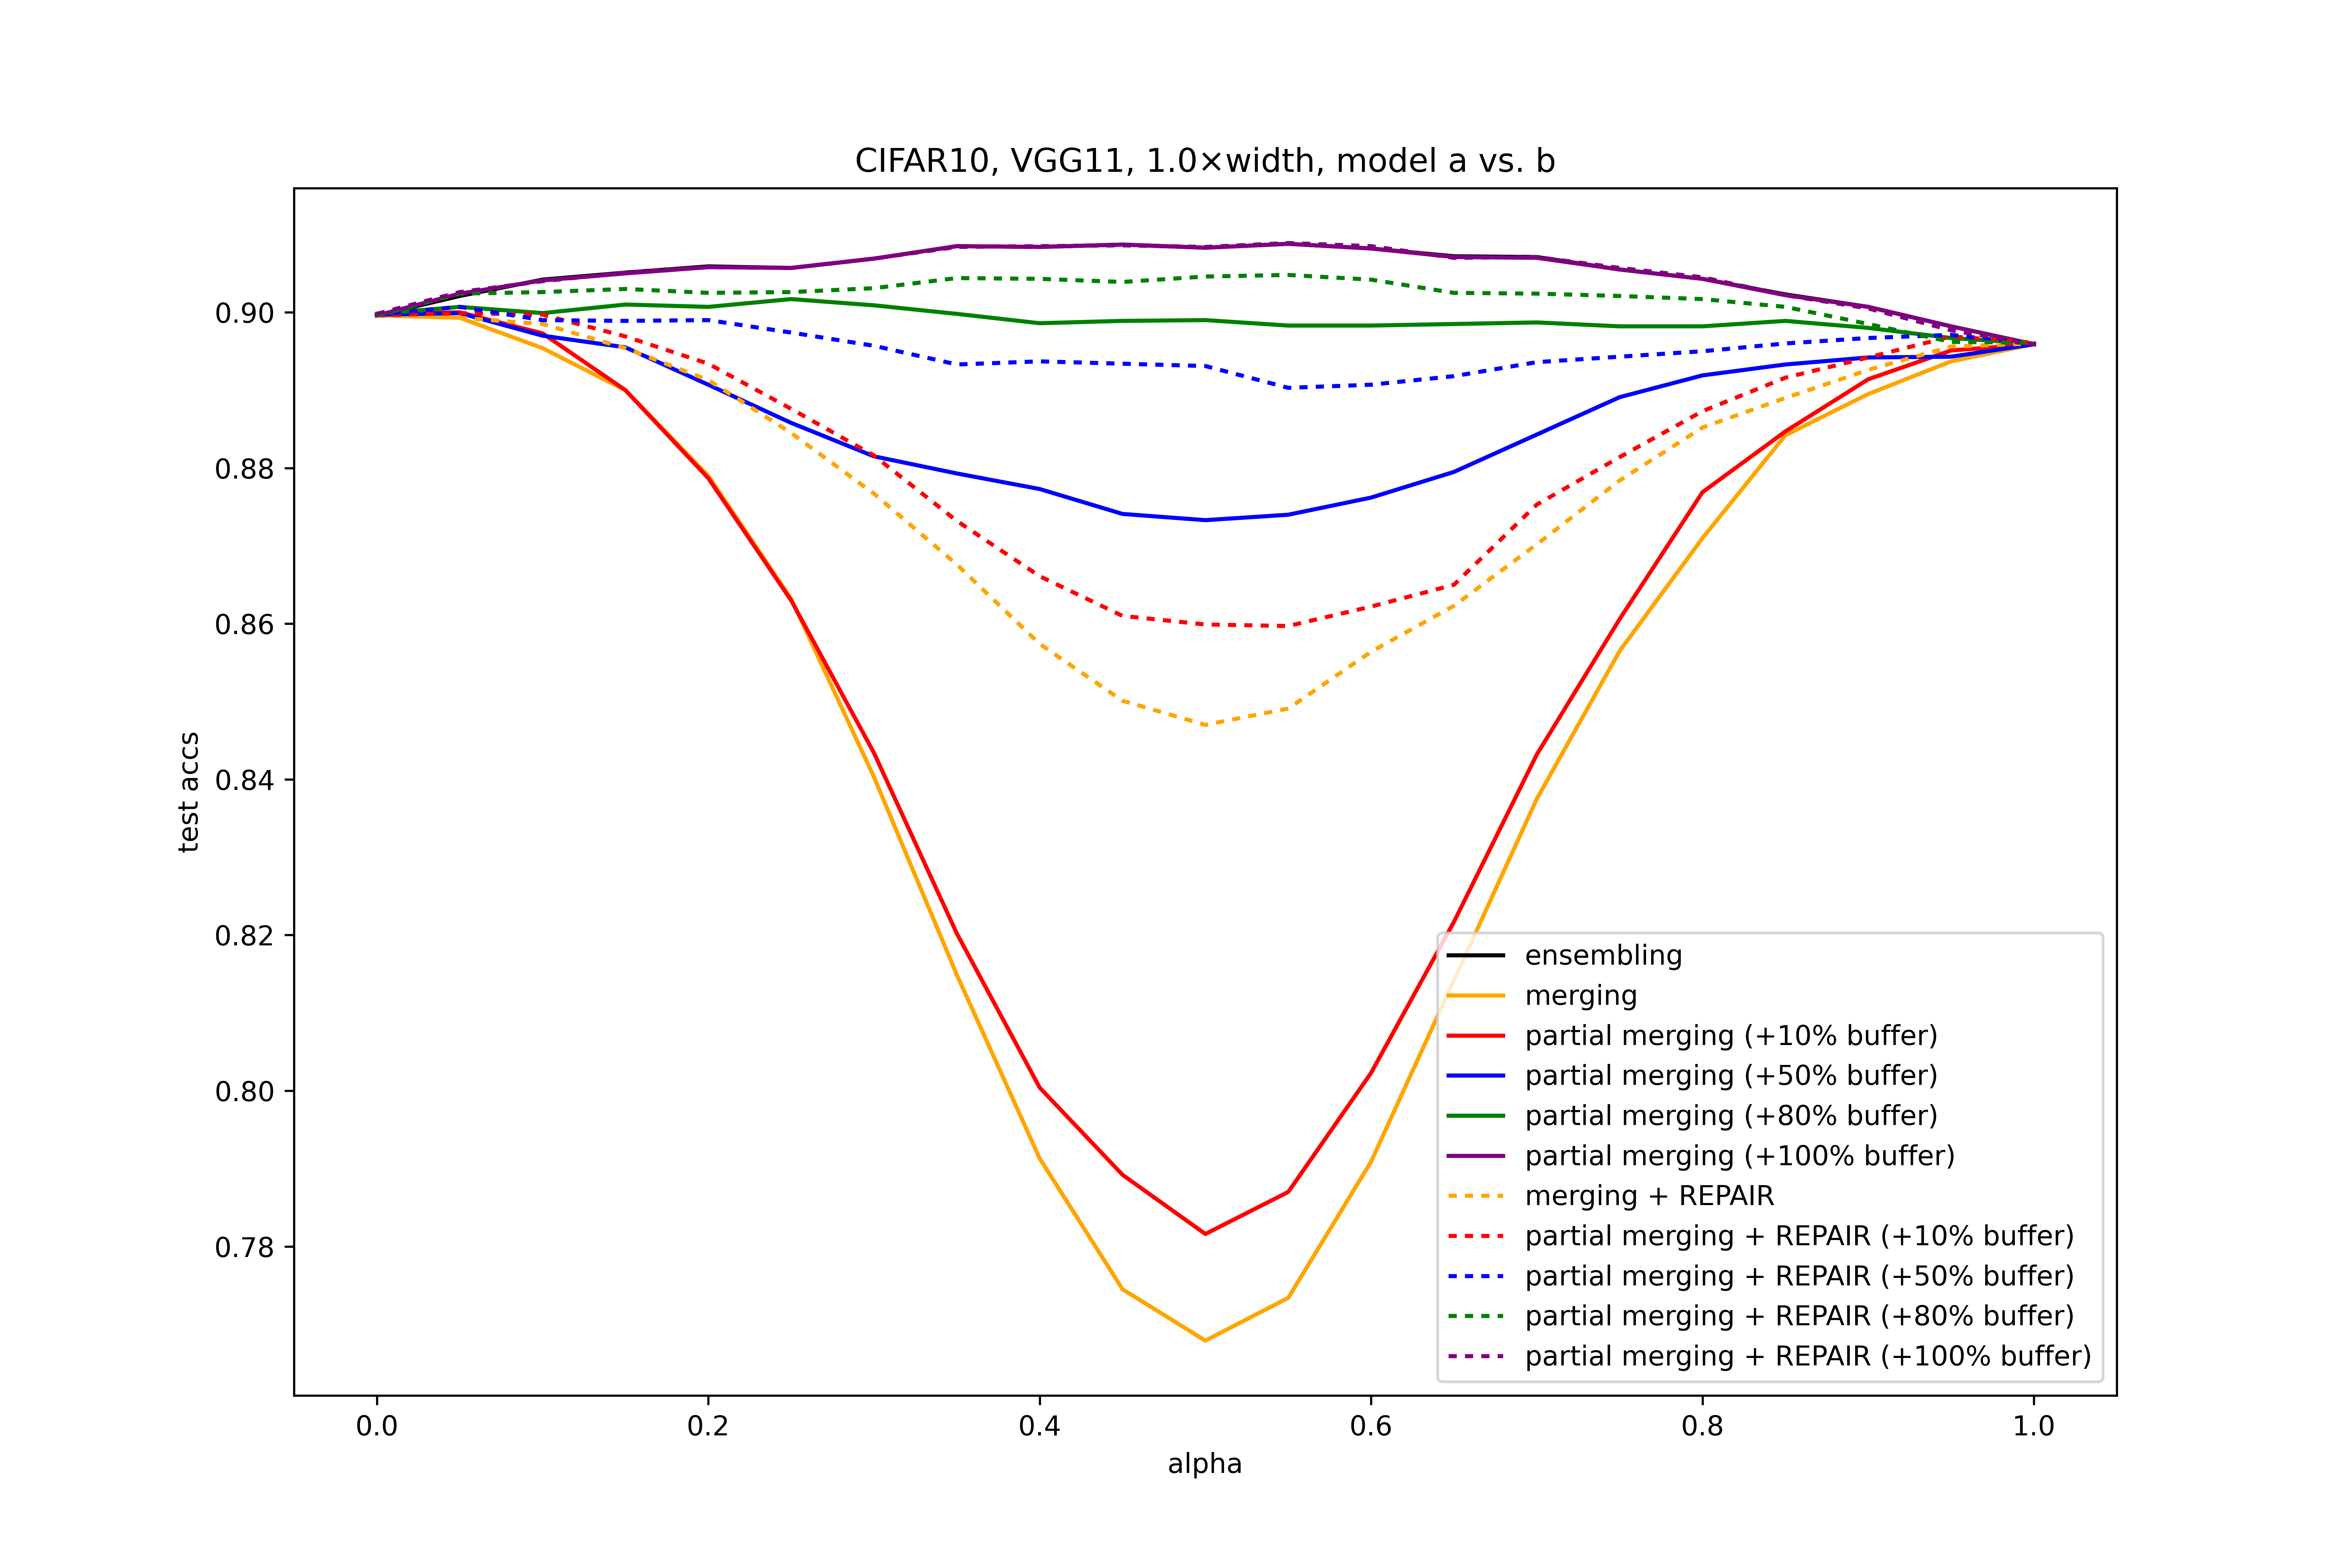 CIFAR10, VGG11, 1.0×width, model a vs. b
test accs
0.90
0.88
0.86
0.84
0.82
0.80
0.78
0.0
0.2
0.4
0.6
0.8
1.0
alpha
ensembling
merging
partial merging (+10% buffer)
partial merging (+50% buffer)
partial merging (+80% buffer)
partial merging (+100% buffer)
merging + REPAIR
partial merging + REPAIR (+10% buffer)
partial merging + REPAIR (+50% buffer)
partial merging + REPAIR (+80% buffer)
partial merging + REPAIR (+100% buffer)